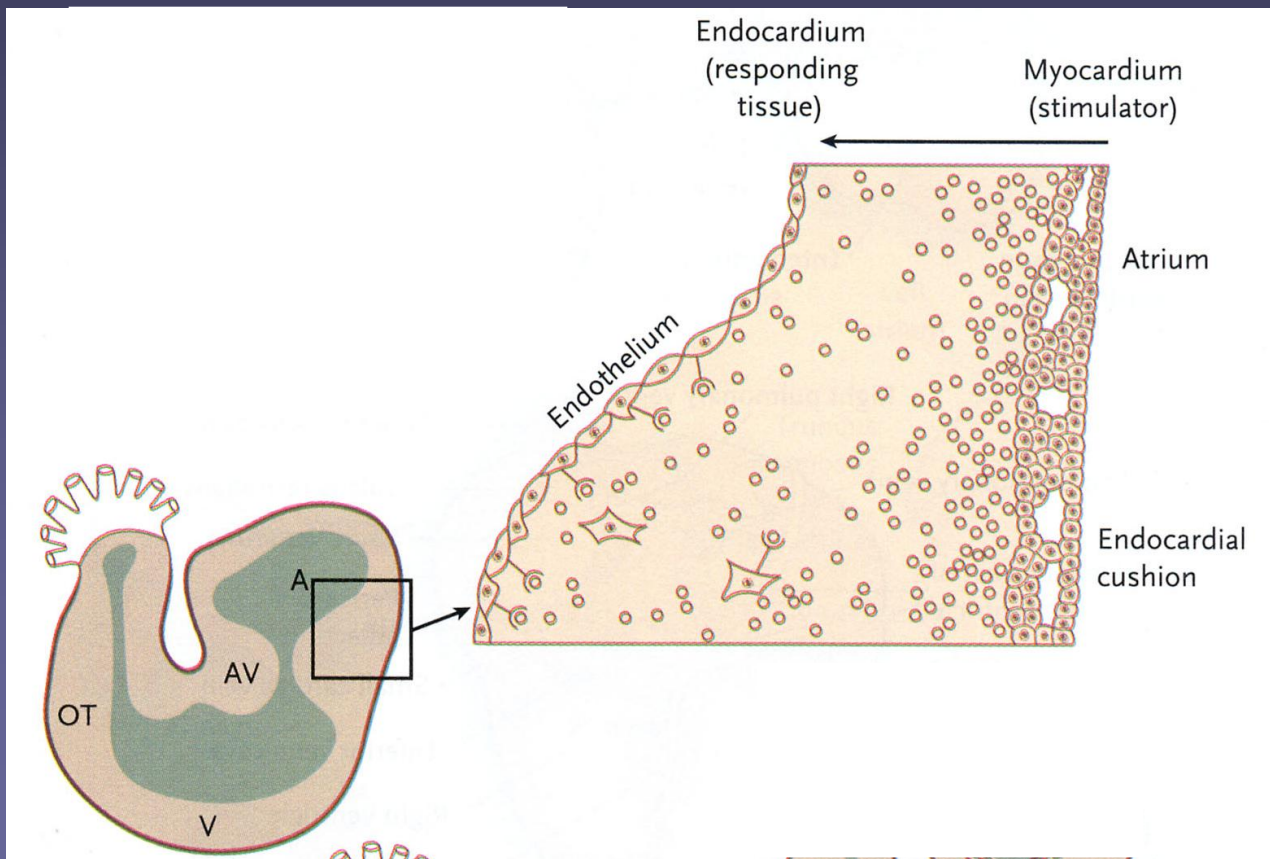 Endocardium
(responding
tissue)
Myocardium
(stimulator)
Atrium
Endothelium
Endocardial
cushion
A
AV
OT
V